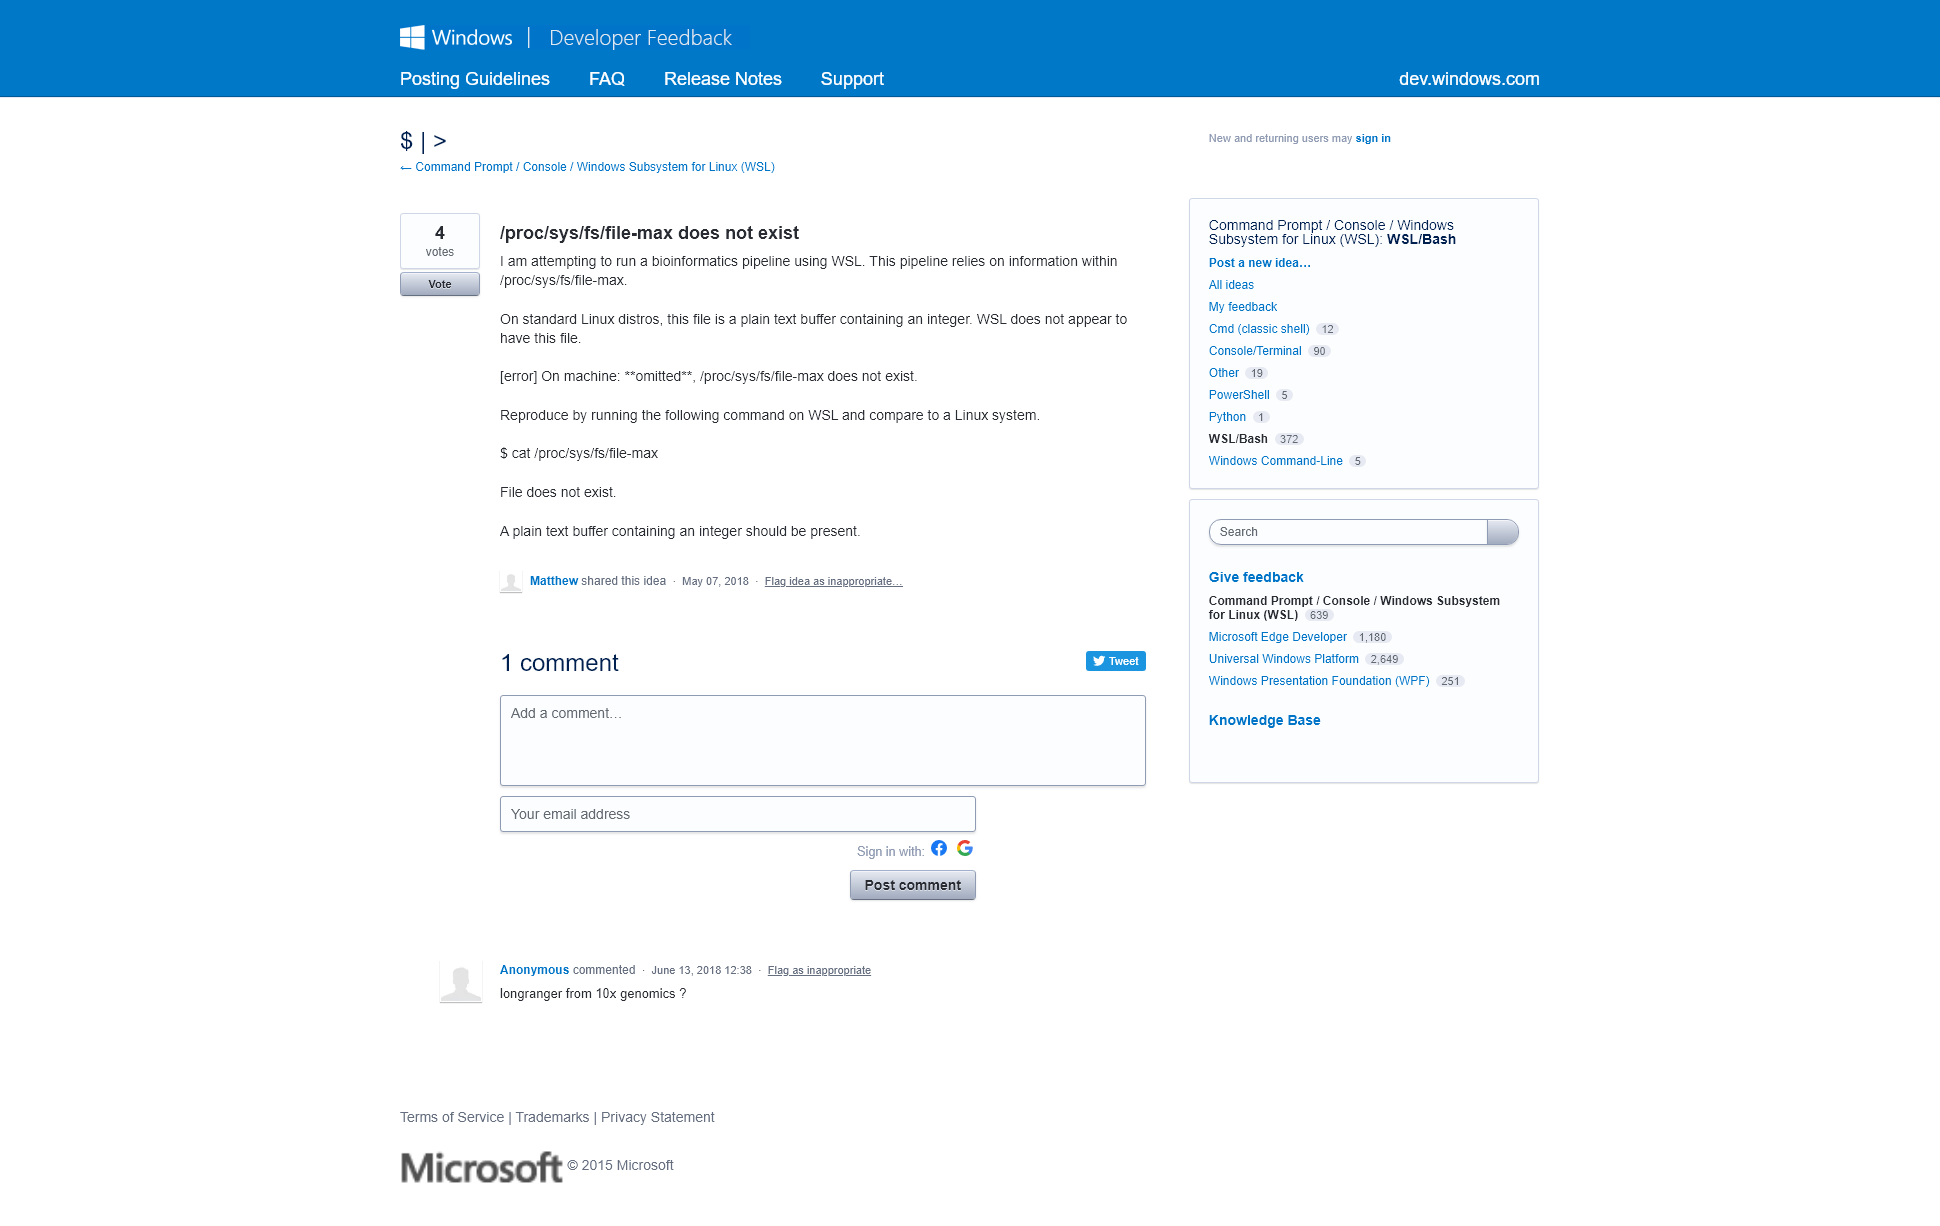 Windows | Developer Feedback
Posting Guidelines FAQ Release Notes Support dev.windows.com
$ | >
← Command Prompt / Console / Windows Subsystem for Linux (WSL)
New and returning users may sign in
4
votes
Vote
/proc/sys/fs/file-max does not exist
I am attempting to run a bioinformatics pipeline using WSL. This pipeline relies on information within
/proc/sys/fs/file-max.
On standard Linux distros, this file is a plain text buffer containing an integer. WSL does not appear to
have this file.
[error] On machine: **omitted**, /proc/sys/fs/file-max does not exist.
Reproduce by running the following command on WSL and compare to a Linux system.
$ cat /proc/sys/fs/file-max
File does not exist.
A plain text buffer containing an integer should be present.
Matthew shared this idea · May 07, 2018 · Flag idea as inappropriate…
1 comment
Tweet
Add a comment…
Your email address
Sign in with:
Post comment
Anonymous commented · June 13, 2018 12:38 · Flag as inappropriate
longranger from 10x genomics ?
Command Prompt / Console / Windows
Subsystem for Linux (WSL): WSL/Bash
Post a new idea…
All ideas
My feedback
Cmd (classic shell) 12
Console/Terminal 90
Other 19
PowerShell 5
Python 1
WSL/Bash 372
Windows Command-Line 5
Search
Give feedback
Command Prompt / Console / Windows Subsystem
for Linux (WSL) 639
Microsoft Edge Developer 1,180
Universal Windows Platform 2,649
Windows Presentation Foundation (WPF) 251
Knowledge Base
Terms of Service | Trademarks | Privacy Statement
Microsoft © 2015 Microsoft